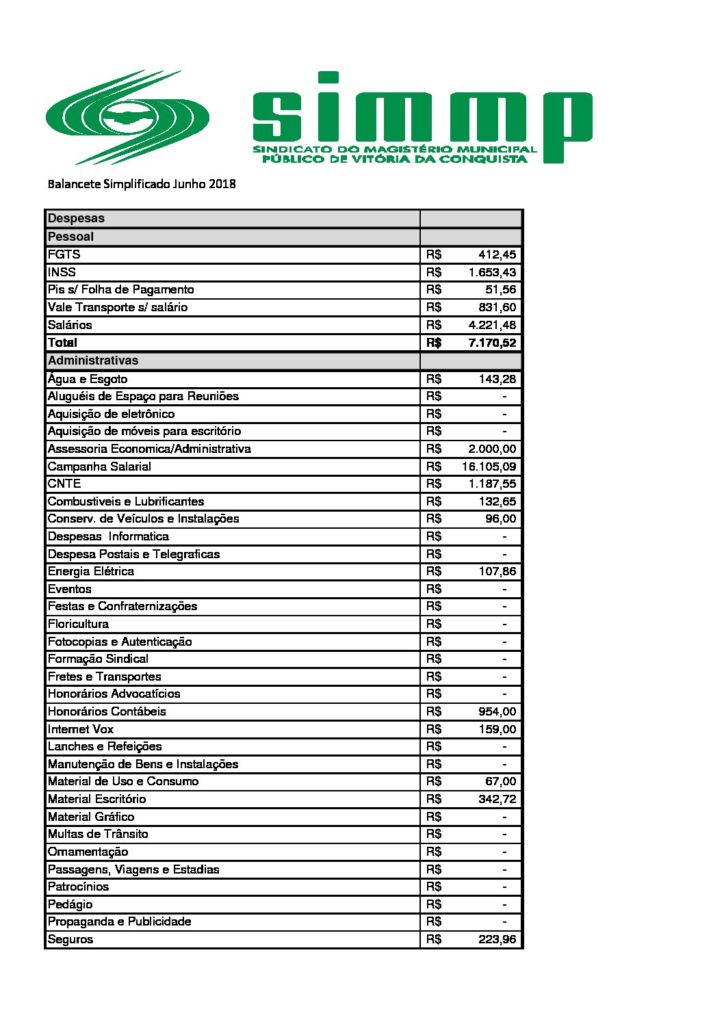 simmp
SINDICATO DO MAGISTÉRIO MUNICIPAL
PÚBLICO DE VITÓRIA DA CONQUISTA
Balancete Simplificado Junho 2018
Despesas
Pessoal
FGTS R$ 412,45
INSS R$ 1.653,43
Pis s/ Folha de Pagamento R$ 51,56
Vale Transporte s/ salário R$ 831,60
Salários R$ 4.221,48
Total R$ 7.170,52
Administrativas
Água e Esgoto R$ 143,28
Aluguéis de Espaço para Reuniões R$ -
Aquisição de eletrônico R$ -
Aquisição de móveis para escritório R$ -
Assessoria Economica/Administrativa R$ 2.000,00
Campanha Salarial R$ 16.105,09
CNTE R$ 1.187,55
Combustiveis e Lubrificantes R$ 132,65
Conserv. de Veículos e Instalações R$ 96,00
Despesas Informatica R$ -
Despesa Postais e Telegraficas R$ -
Energia Elétrica R$ 107,86
Eventos R$ -
Festas e Confraternizações R$ -
Floricultura R$ -
Fotocopias e Autenticação R$ -
Formação Sindical R$ -
Fretes e Transportes R$ -
Honorários Advocatícios R$ -
Honorários Contábeis R$ 954,00
Internet Vox R$ 159,00
Lanches e Refeições R$ -
Manutenção de Bens e Instalações R$ -
Material de Uso e Consumo R$ 67,00
Material Escritório R$ 342,72
Material Gráfico R$ -
Multas de Trânsito R$ -
Ornamentação R$ -
Passagens, Viagens e Estadias R$ -
Patrocínios R$ -
Pedágio R$ -
Propaganda e Publicidade R$ -
Seguros R$ 223,96